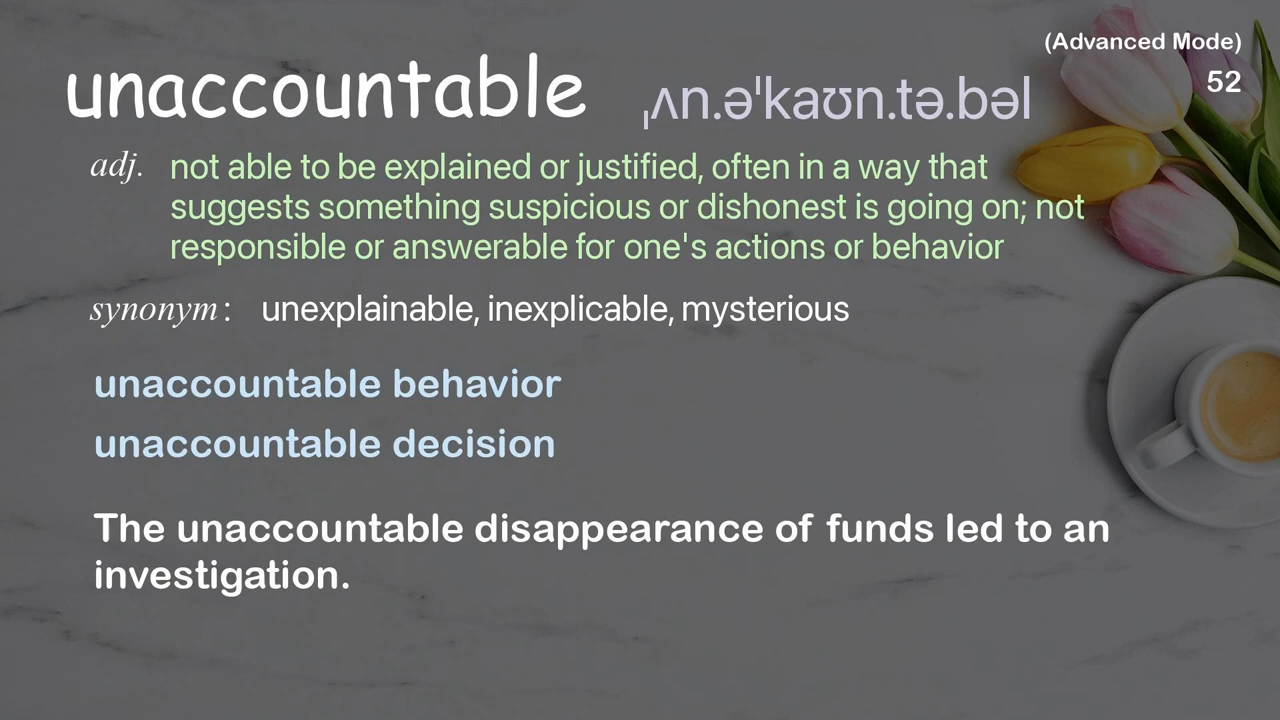 (Advanced Mode)
52
unaccountable ˌʌn.əˈkaʊn.tə.bəl
adj. not able to be explained or justified, often in a way that
suggests something suspicious or dishonest is going on; not
responsible or answerable for one's actions or behavior
synonym: unexplainable, inexplicable, mysterious
unaccountable behavior
unaccountable decision
The unaccountable disappearance of funds led to an
investigation.